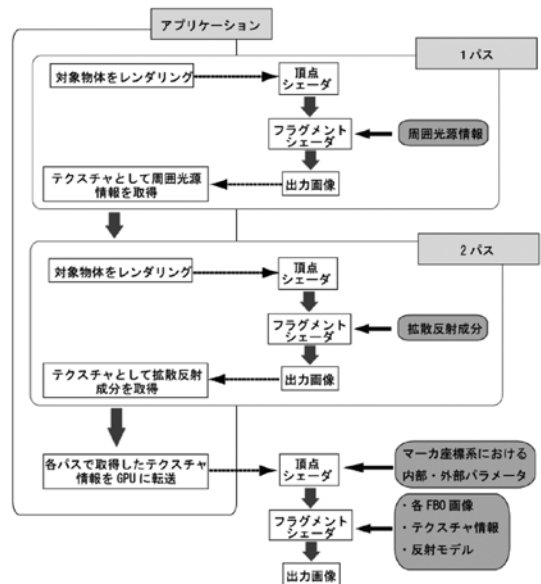 アプリケーション
1パス
対象物体をレンダリング
頂点
シェーダ
フラグメント
シェーダ
周囲光源情報
テクスチャとして周囲光源
情報を取得
出力画像
2パス
対象物体をレンダリング
頂点
シェーダ
フラグメント
シェーダ
拡散反射成分
テクスチャとして拡散反射
成分を取得
出力画像
各パスで取得したテクスチャ
情報をGPUに転送
頂点
シェーダ
マーカ座標系における
内部・外部パラメータ
フラグメント
シェーダ
・各FBO画像
・テクスチャ情報
・反射モデル
出力画像